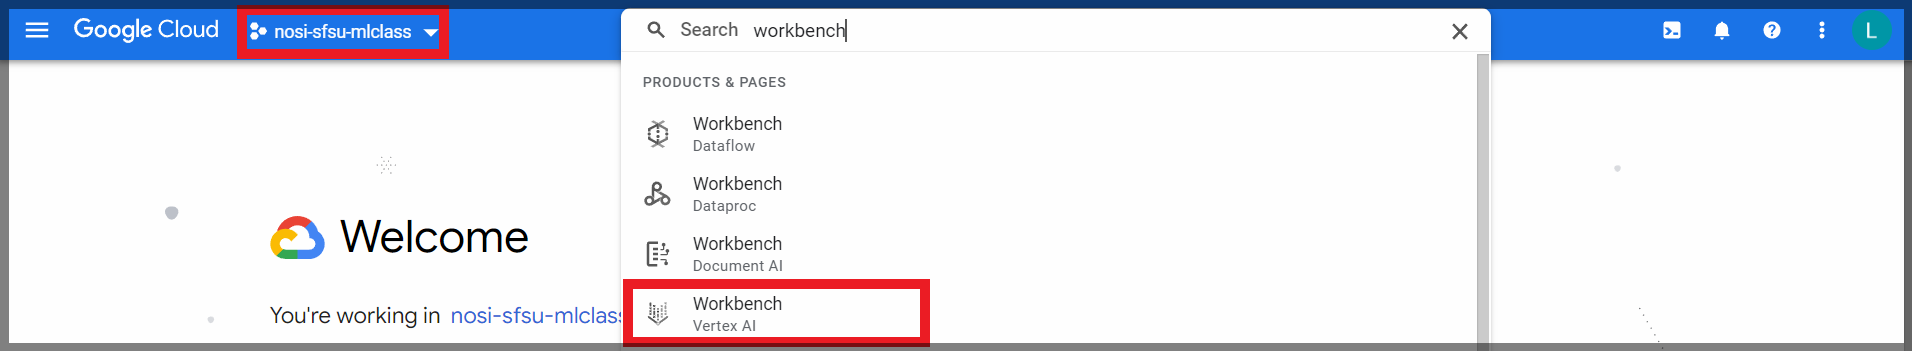 Google Cloud
nosi-sfsu-mlclass
Search workbench
L
PRODUCTS & PAGES
Workbench
Dataflow
Workbench
Dataproc
Workbench
Document AI
Workbench
Vertex AI
Welcome
You're working in nosi-sfsu-mlclass